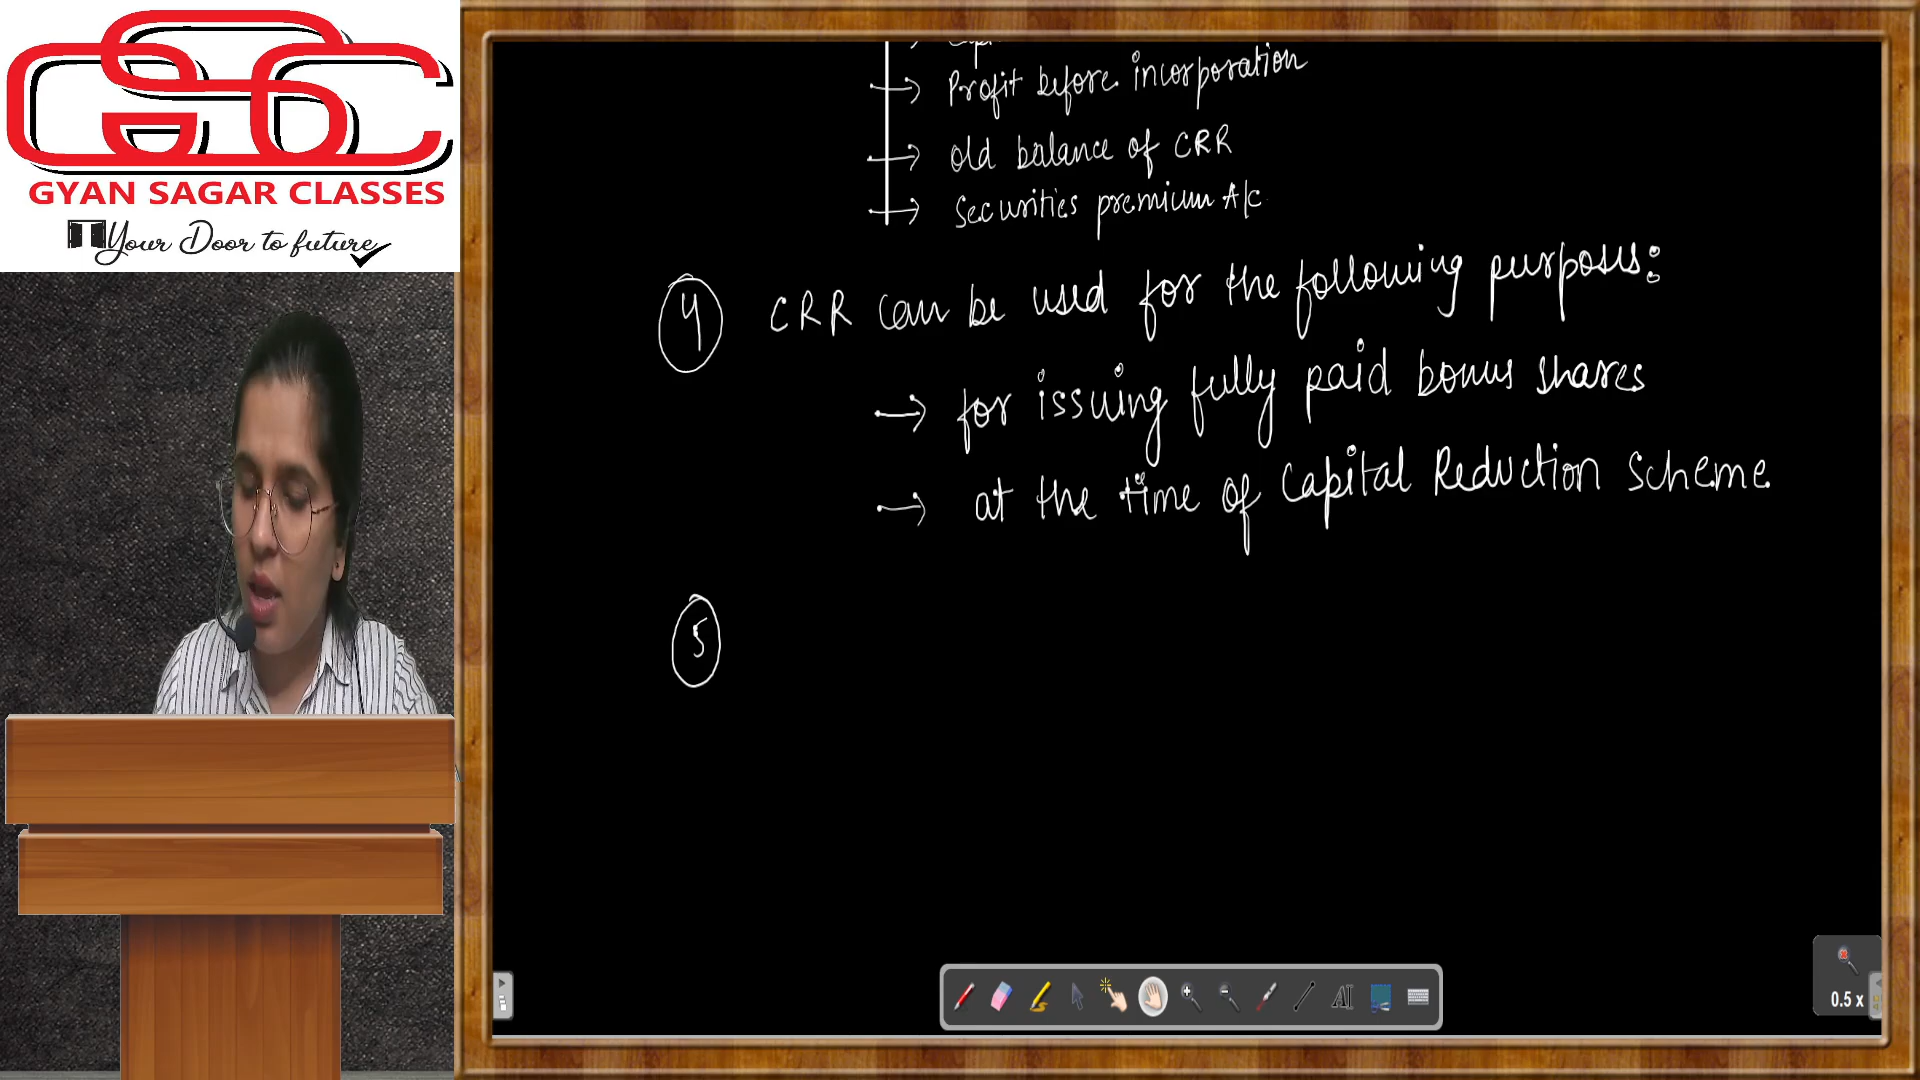 GSC
GYAN SAGAR CLASSES
Your Door to future
→ Profit before incorporation
→ old balance of CRR
→ Securities premium A/c
4 CRR can be used for the following purposes:
→ for issuing fully paid bonus shares
→ at the time of Capital Reduction Scheme
5
AI
0.5 x